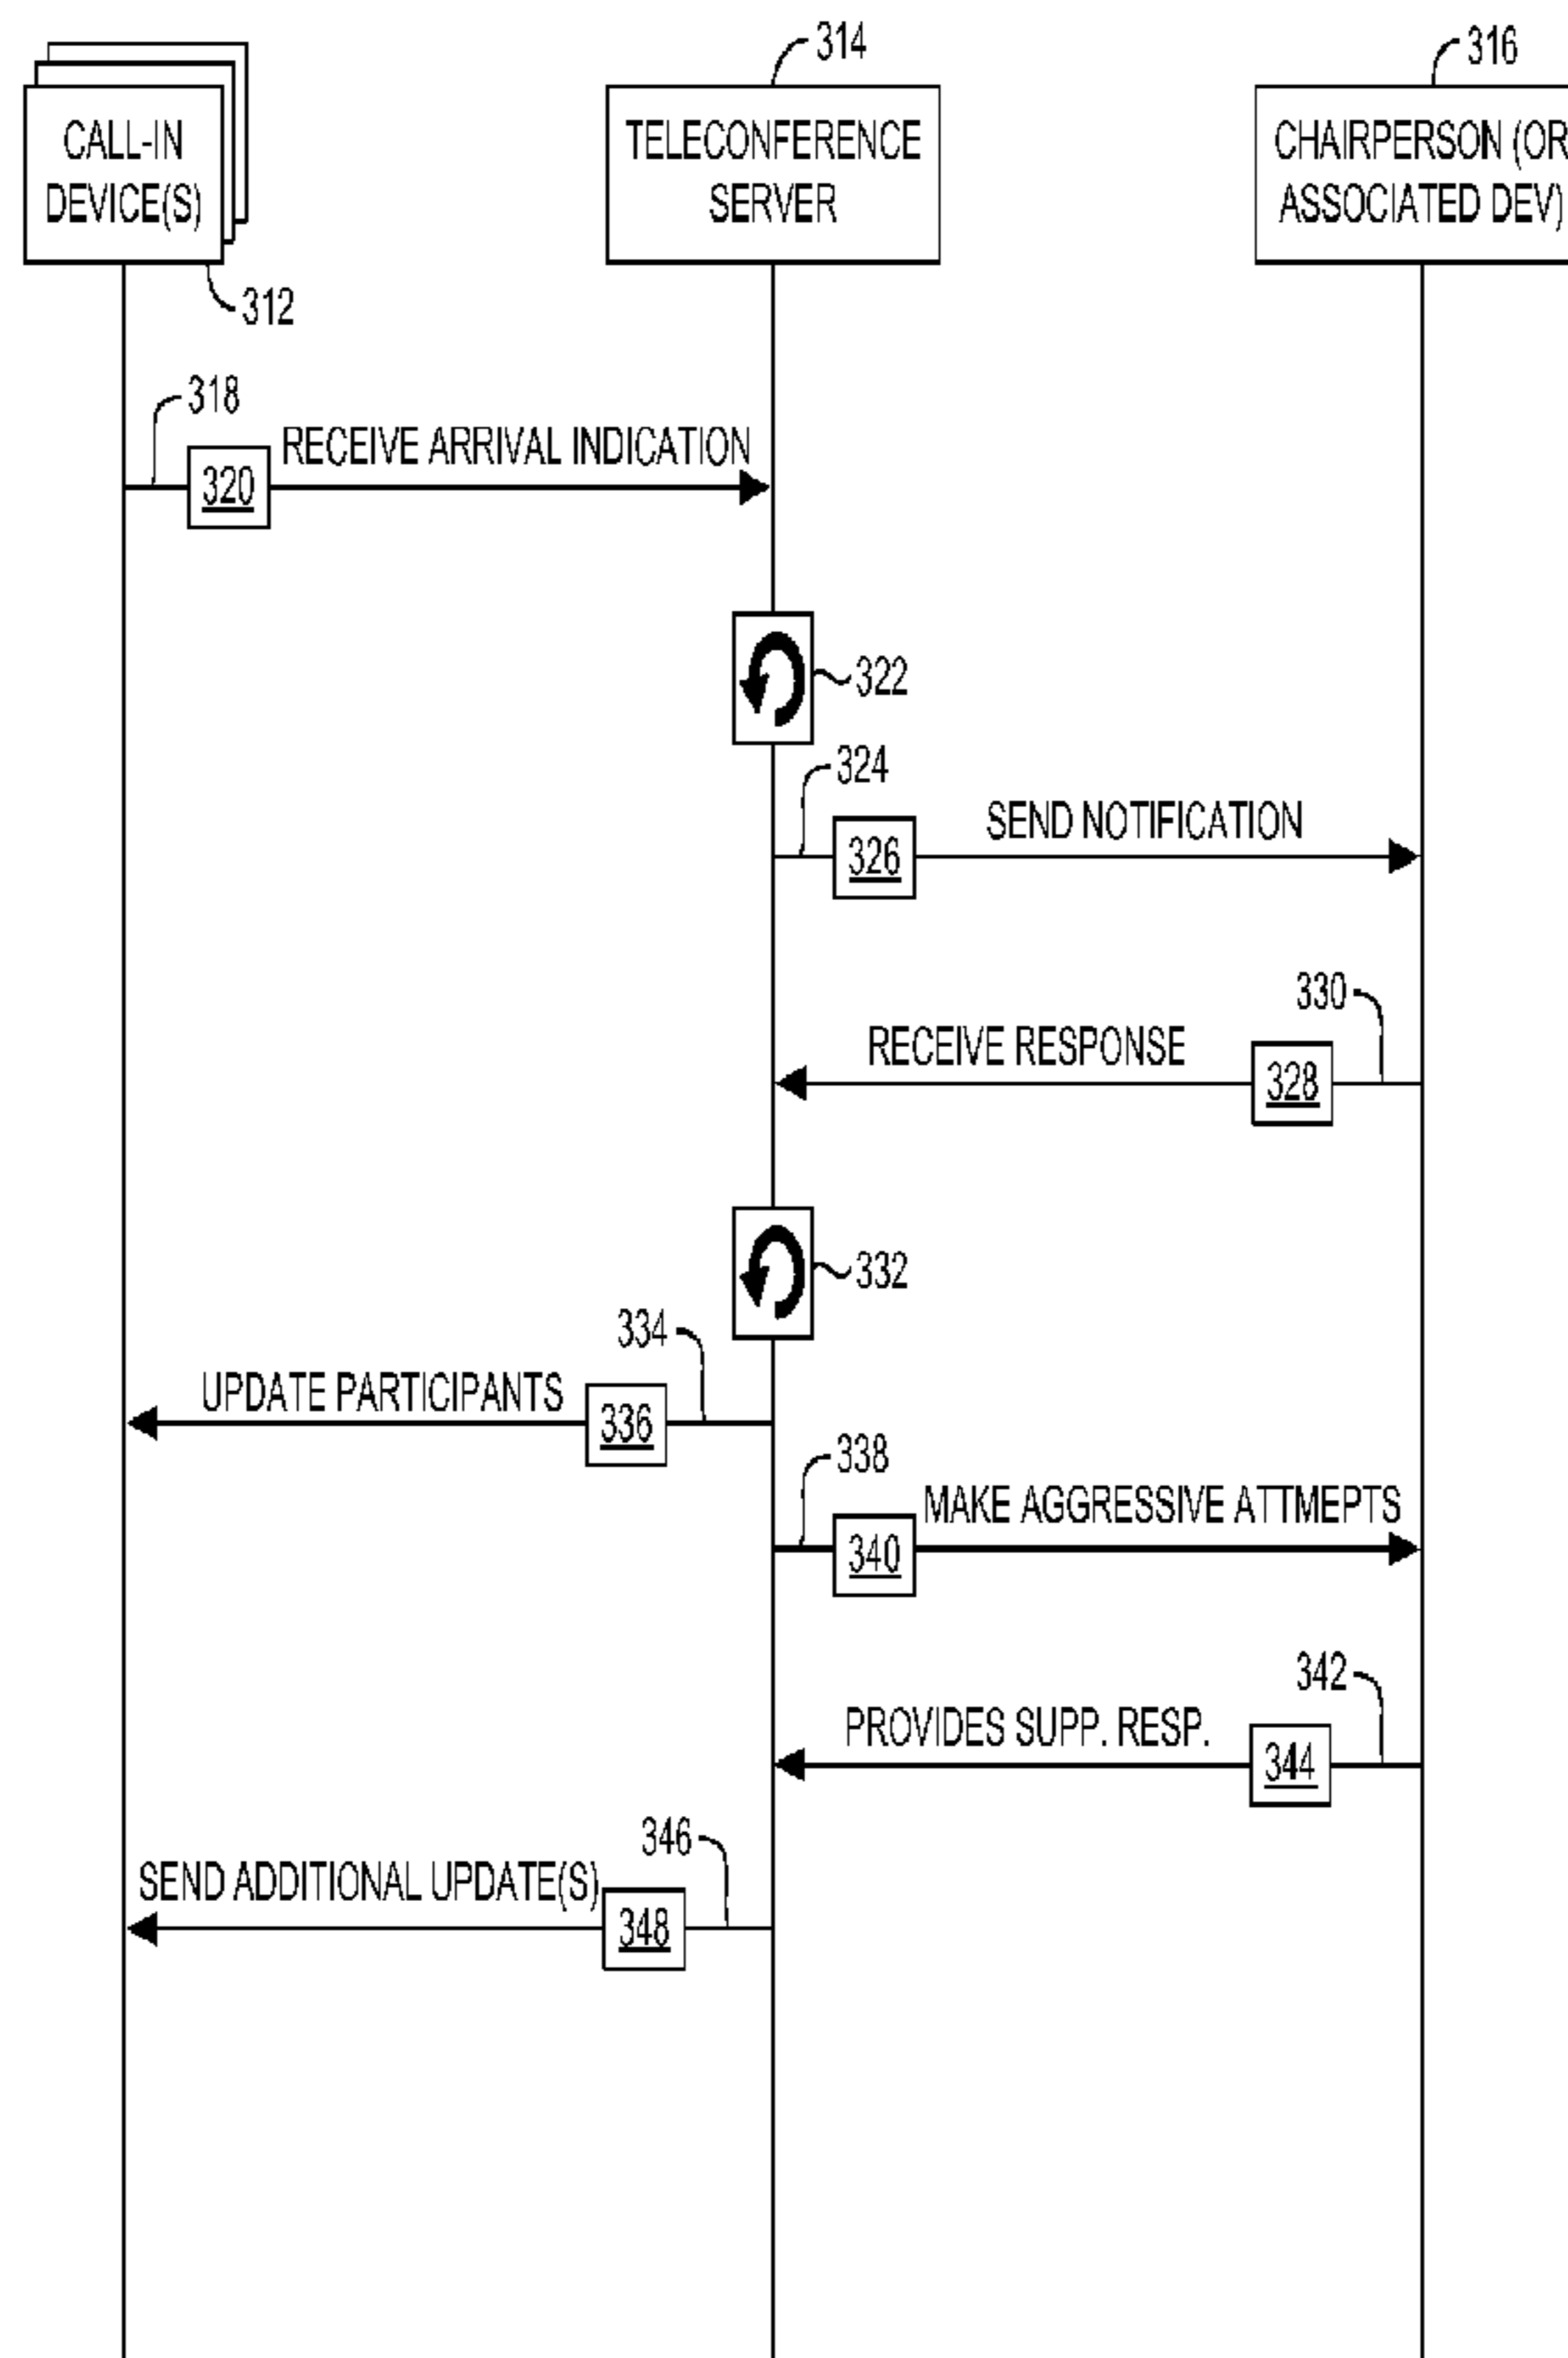 314
316
CALL-IN
DEVICE(S)
TELECONFERENCE
SERVER
CHAIRPERSON (OR
ASSOCIATED DEV)
312
318
320
RECEIVE ARRIVAL INDICATION
322
324
326
SEND NOTIFICATION
330
RECEIVE RESPONSE
328
332
334
UPDATE PARTICIPANTS
336
338
340
MAKE AGGRESSIVE ATTMEPTS
342
PROVIDES SUPP. RESP.
344
346
SEND ADDITIONAL UPDATE(S)
348